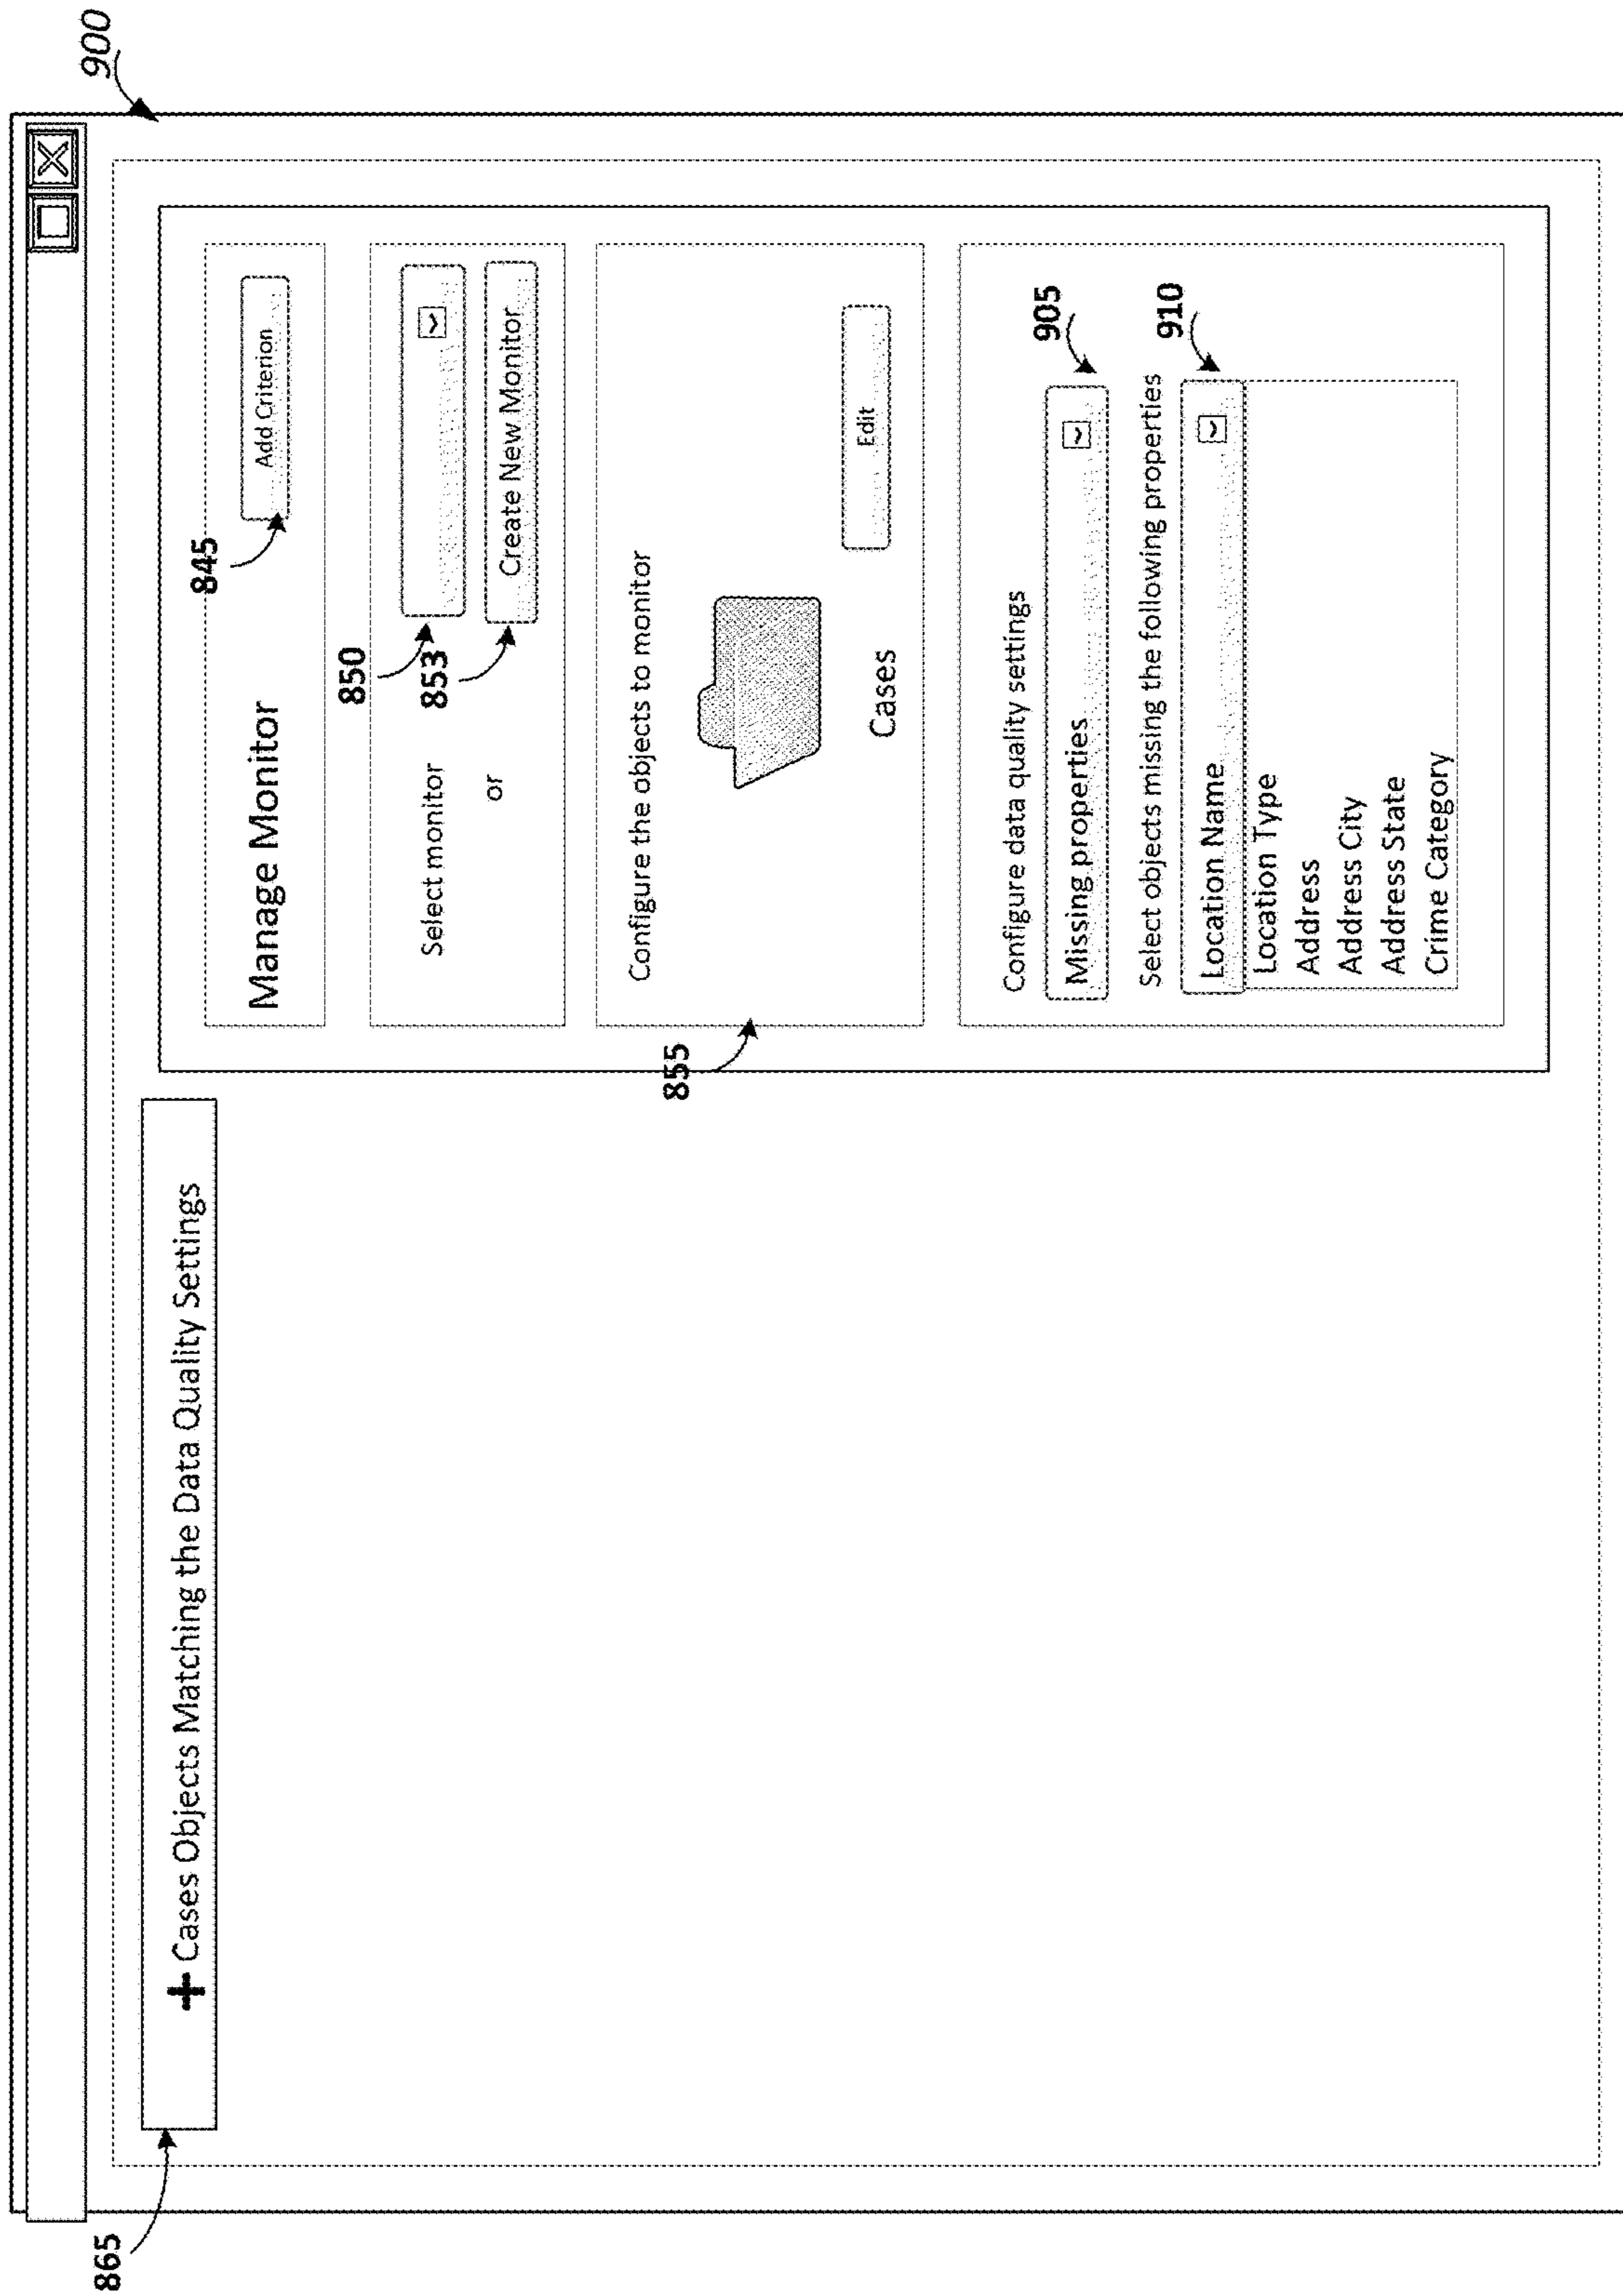 900
865
+ Cases Objects Matching the Data Quality Settings
845
Manage Monitor
Add Criterion
850
Select monitor
853
or
Create New Monitor
855
Configure the objects to monitor
Cases
Edit
Configure data quality settings
905
Missing properties
Select objects missing the following properties
910
Location Name
Location Type
Address
Address City
Address State
Crime Category